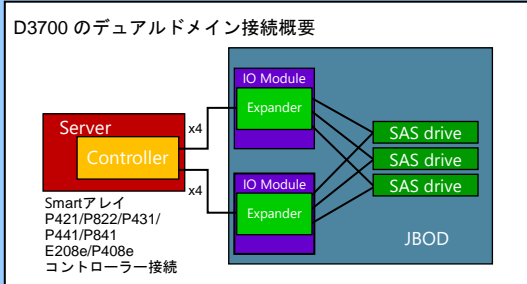 D3700 のデュアルドメイン接続概要
IO Module
Expander
Server
Controller
x4
x4
SAS drive
SAS drive
SAS drive
IO Module
Expander
JBOD
Smartアレイ
P421/P822/P431/
P441/P841
E208e/P408e
コントローラー接続